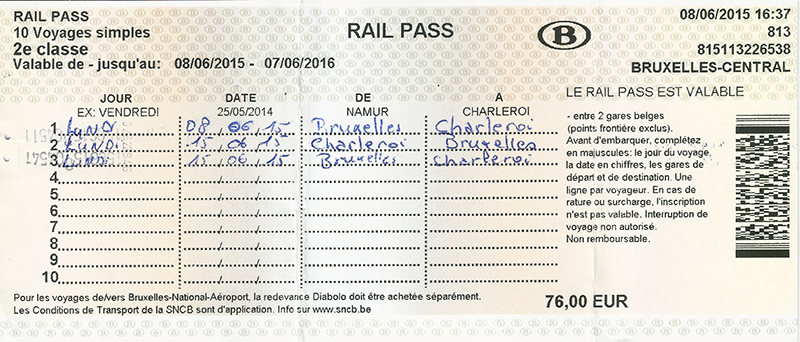 RAIL PASS
10 Voyages simples
2e classe
Valable de - jusqu'au: 08/06/2015 - 07/06/2016
RAIL PASS
B
08/06/2015 16:37
813
815113226538
BRUXELLES-CENTRAL
JOUR DATE DE A
EX: VENDREDI 25/05/2014 NAMUR CHARLEROI
1 Lundi 08 / 06 / 15 Bruxelles Charleroi
2 Lundi 15 / 06 / 15 Charleroi Bruxelles
3 Lundi 15 / 06 / 15 Bruxelles Charleroi
4 / /
5 / /
6 / /
7 / /
8 / /
9 / /
10 / /
LE RAIL PASS EST VALABLE
- entre 2 gares belges
(points frontière exclus).
Avant d'embarquer, complétez
en majuscules: le jour du voyage,
la date en chiffres, les gares de
départ et de destination. Une
ligne par voyageur. En cas de
rature ou surcharge, l'inscription
n'est pas valable. Interruption de
voyage non autorisé.
Non remboursable.
Pour les voyages de/vers Bruxelles-National-Aéroport, la redevance Diabolo doit être achetée séparément.
Les Conditions de Transport de la SNCB sont d'application. Info sur www.sncb.be
76,00 EUR